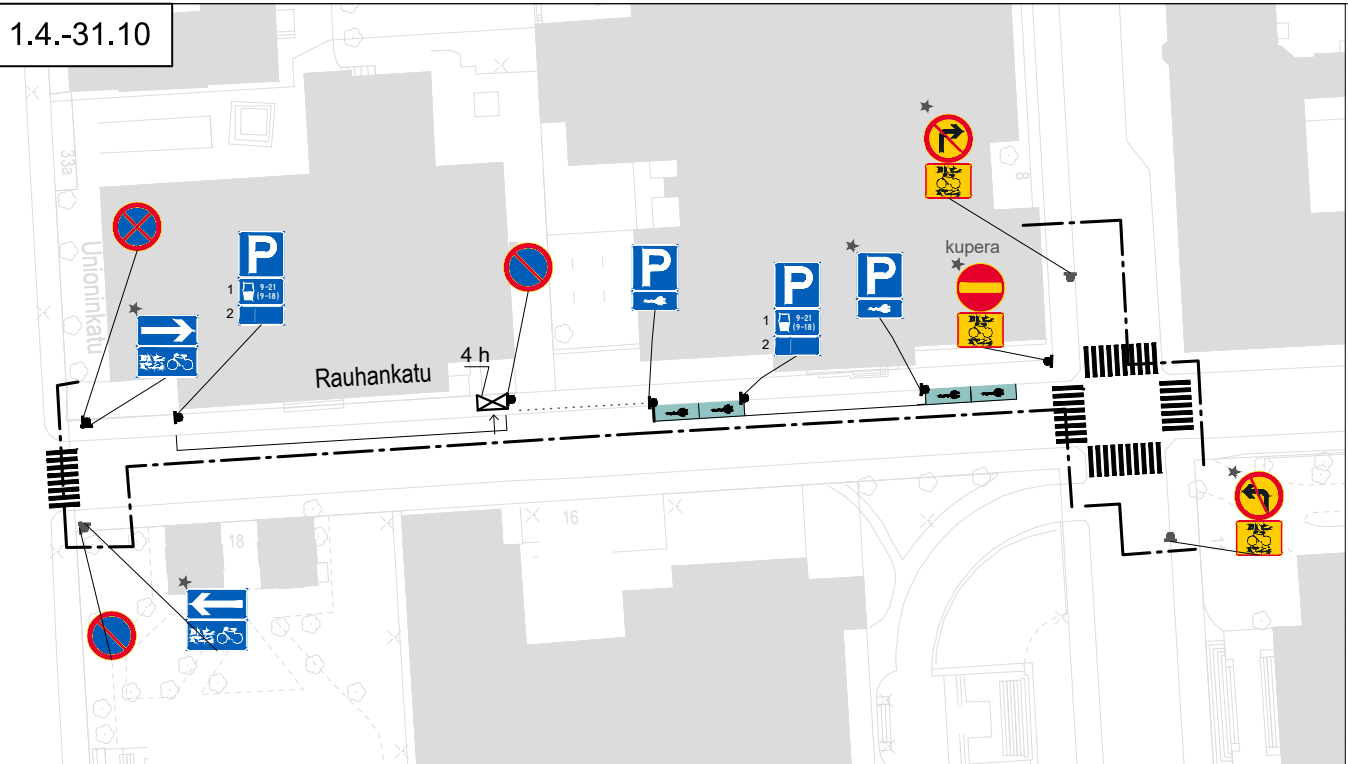 1.4.-31.10
33a
Unioninkatu
P
1 9-21
(9-18)
2
Rauhankatu
4 h
P
P
1 9-21
(9-18)
2
P
kupera
8
16
18
1